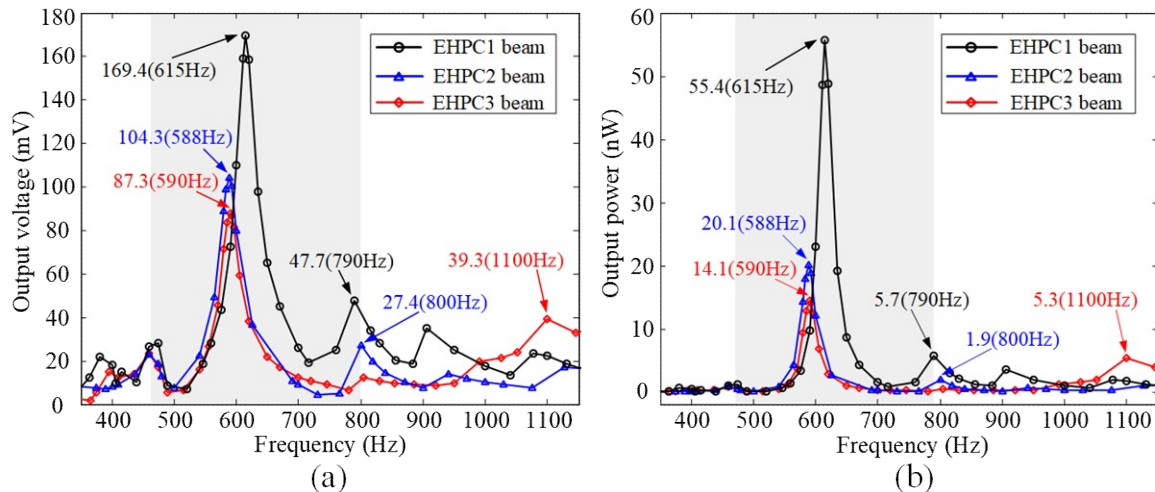 180
160
140
120
100
80
60
40
20
0
Output voltage (mV)
400 500 600 700 800 900 1000 1100
Frequency (Hz)
(a)
EHPC1 beam
EHPC2 beam
EHPC3 beam
169.4(615Hz)
104.3(588Hz)
87.3(590Hz)
47.7(790Hz)
27.4(800Hz)
39.3(1100Hz)
60
50
40
30
20
10
0
Output power (nW)
400 500 600 700 800 900 1000 1100
Frequency (Hz)
(b)
EHPC1 beam
EHPC2 beam
EHPC3 beam
55.4(615Hz)
20.1(588Hz)
14.1(590Hz)
5.7(790Hz)
1.9(800Hz)
5.3(1100Hz)